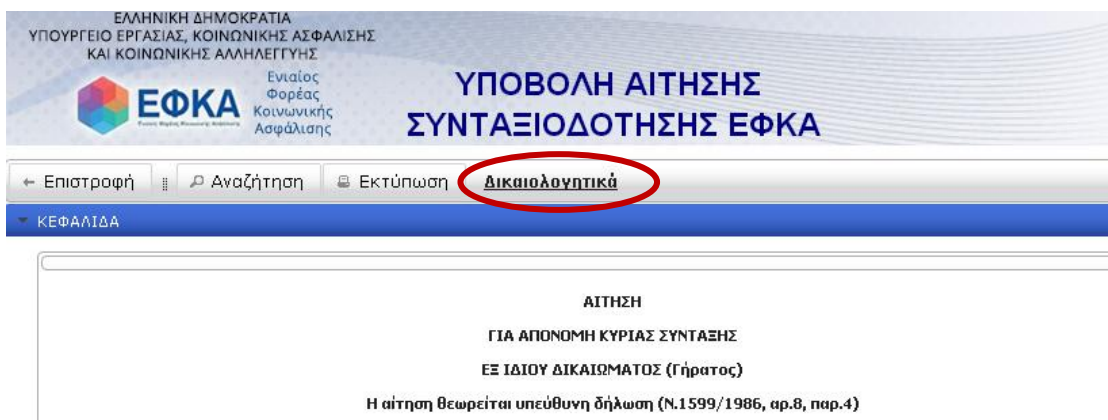 ΕΛΛΗΝΙΚΗ ΔΗΜΟΚΡΑΤΙΑ
ΥΠΟΥΡΓΕΙΟ ΕΡΓΑΣΙΑΣ, ΚΟΙΝΩΝΙΚΗΣ ΑΣΦΑΛΙΣΗΣ
ΚΑΙ ΚΟΙΝΩΝΙΚΗΣ ΑΛΛΗΛΕΓΓΥΗΣ
ΕΦΚΑ
Ενιαίος
Φορέας
Κοινωνικής
Ασφάλισης
ΥΠΟΒΟΛΗ ΑΙΤΗΣΗΣ
ΣΥΝΤΑΞΙΟΔΟΤΗΣΗΣ ΕΦΚΑ
Επιστροφή Αναζήτηση Εκτύπωση Δικαιολογητικά
ΚΕΦΑΛΙΔΑ
ΑΙΤΗΣΗ
ΓΙΑ ΑΠΟΝΟΜΗ ΚΥΡΙΑΣ ΣΥΝΤΑΞΗΣ
ΕΞ ΙΔΙΟΥ ΔΙΚΑΙΩΜΑΤΟΣ (Γήρατος)
Η αίτηση θεωρείται υπεύθυνη δήλωση (Ν.1599/1986, αρ.8, παρ.4)